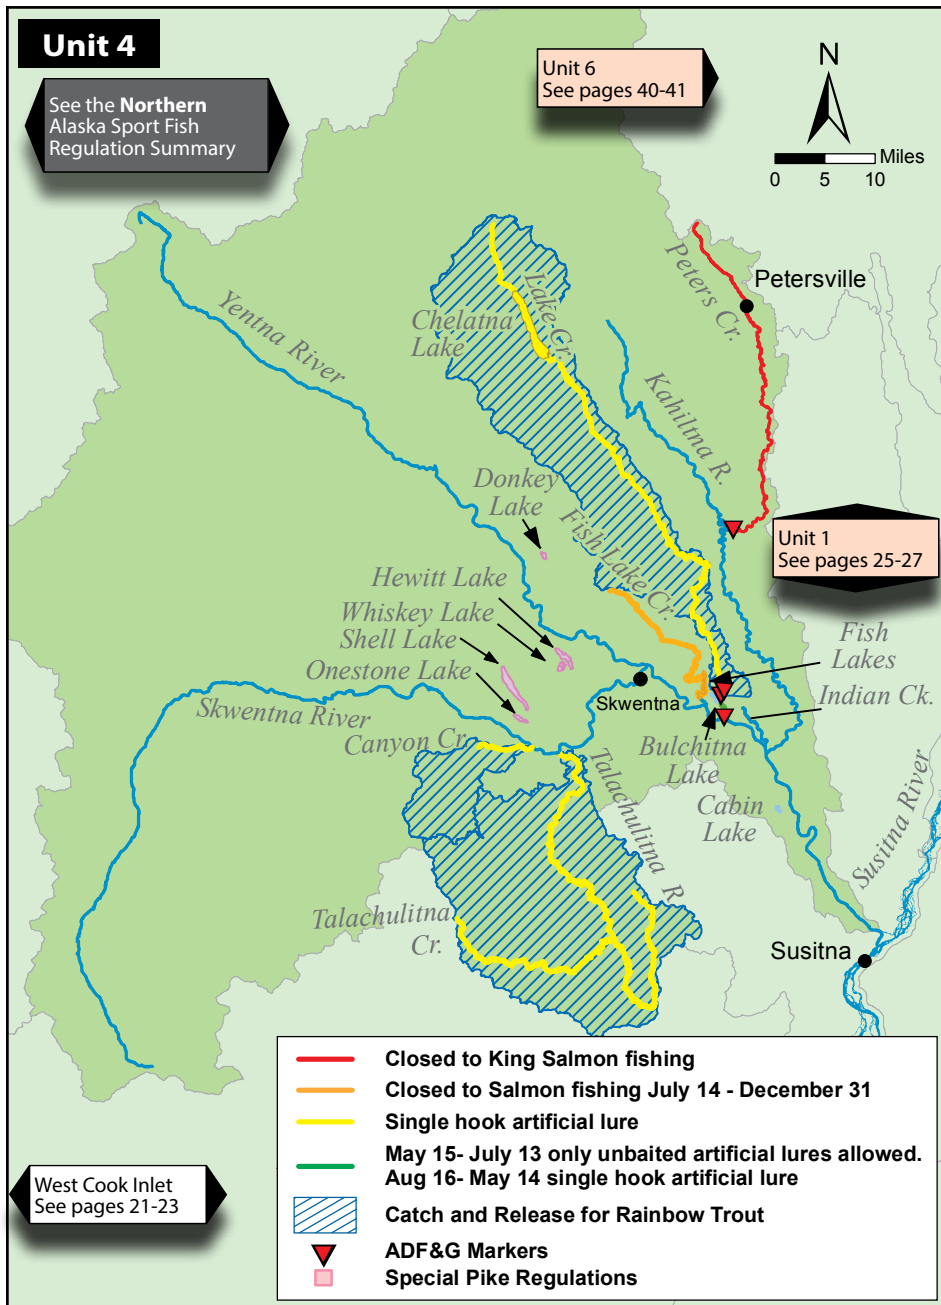 Unit 4
See the Northern
Alaska Sport Fish
Regulation Summary
Unit 6
See pages 40-41
N
Miles
0 5 10
Peters Cr.
Petersville
Yentna River
Lake Cr.
Chelatna
Lake
Kahiltna R.
Donkey
Lake
Unit 1
See pages 25-27
Fish Lake Cr.
Hewitt Lake
Whiskey Lake
Shell Lake
Onestone Lake
Fish
Lakes
Skwentna
Indian Ck.
Skwentna River
Canyon Cr.
Bulchitna
Lake
Talachulitna R.
Cabin
Lake
Susitna River
Talachulitna
Cr.
Susitna
Closed to King Salmon fishing
Closed to Salmon fishing July 14 - December 31
Single hook artificial lure
May 15- July 13 only unbaited artificial lures allowed.
Aug 16- May 14 single hook artificial lure
West Cook Inlet
See pages 21-23
Catch and Release for Rainbow Trout
ADF&G Markers
Special Pike Regulations